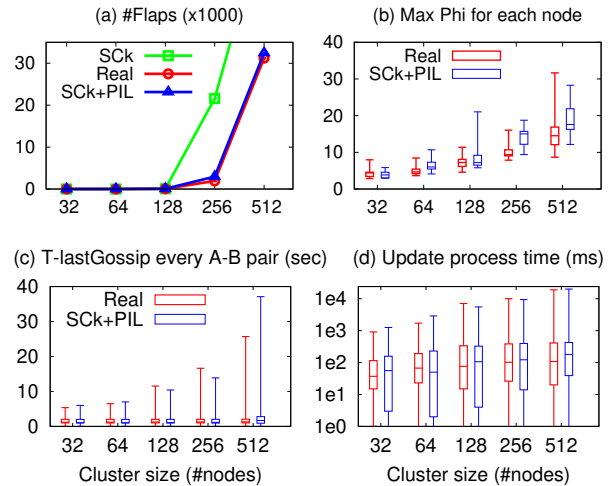 (a) #Flaps (x1000)
SCk
Real
SCk+PIL
30
20
10
0
32 64 128 256 512
(b) Max Phi for each node
Real
SCk+PIL
40
30
20
10
0
32 64 128 256 512
(c) T-lastGossip every A-B pair (sec)
Real
SCk+PIL
40
30
20
10
0
32 64 128 256 512
Cluster size (#nodes)
(d) Update process time (ms)
Real
SCk+PIL
1e4
1e3
1e2
1e1
1e0
32 64 128 256 512
Cluster size (#nodes)